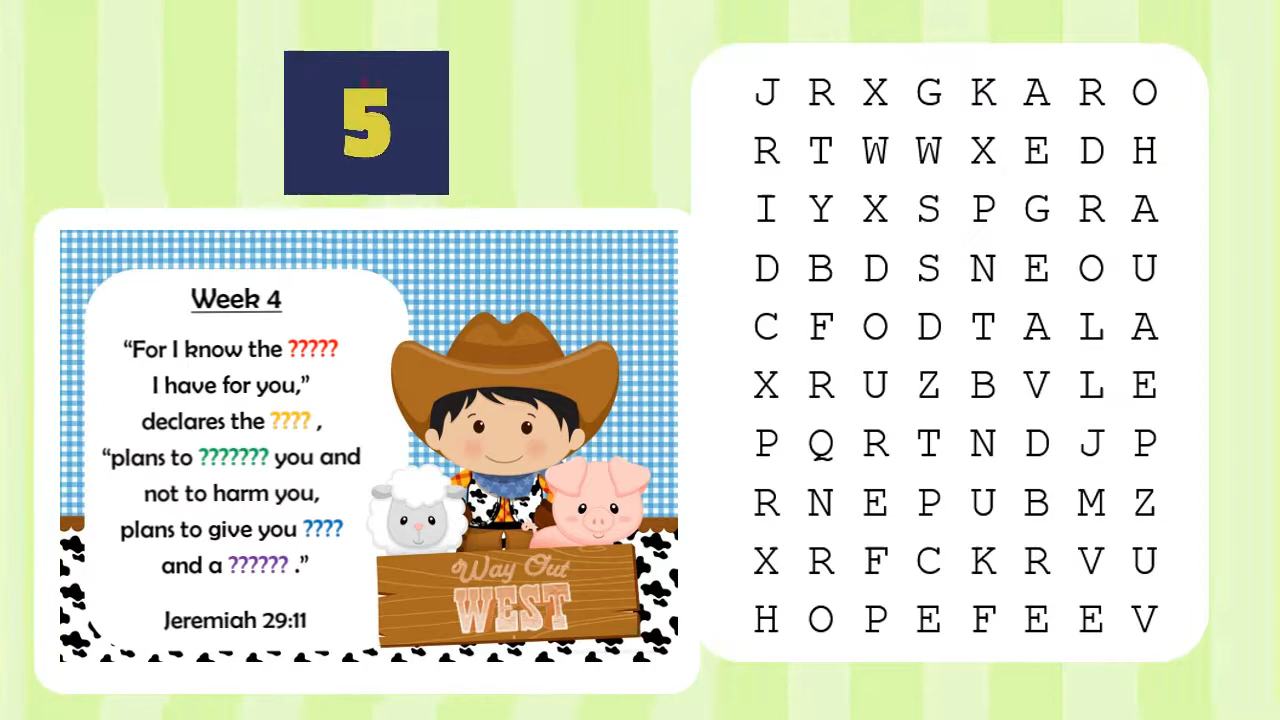 5
Week 4
“For I know the ?????
I have for you,”
declares the ???? ,
“plans to ??????? you and
not to harm you,
plans to give you ????
and a ?????? .”
Jeremiah 29:11
Way Out
WEST
J R X G K A R O
R T W W X E D H
I Y X S P G R A
D B D S N E O U
C F O D T A L A
X R U Z B V L E
P Q R T N D J P
R N E P U B M Z
X R F C K R V U
H O P E F E E V